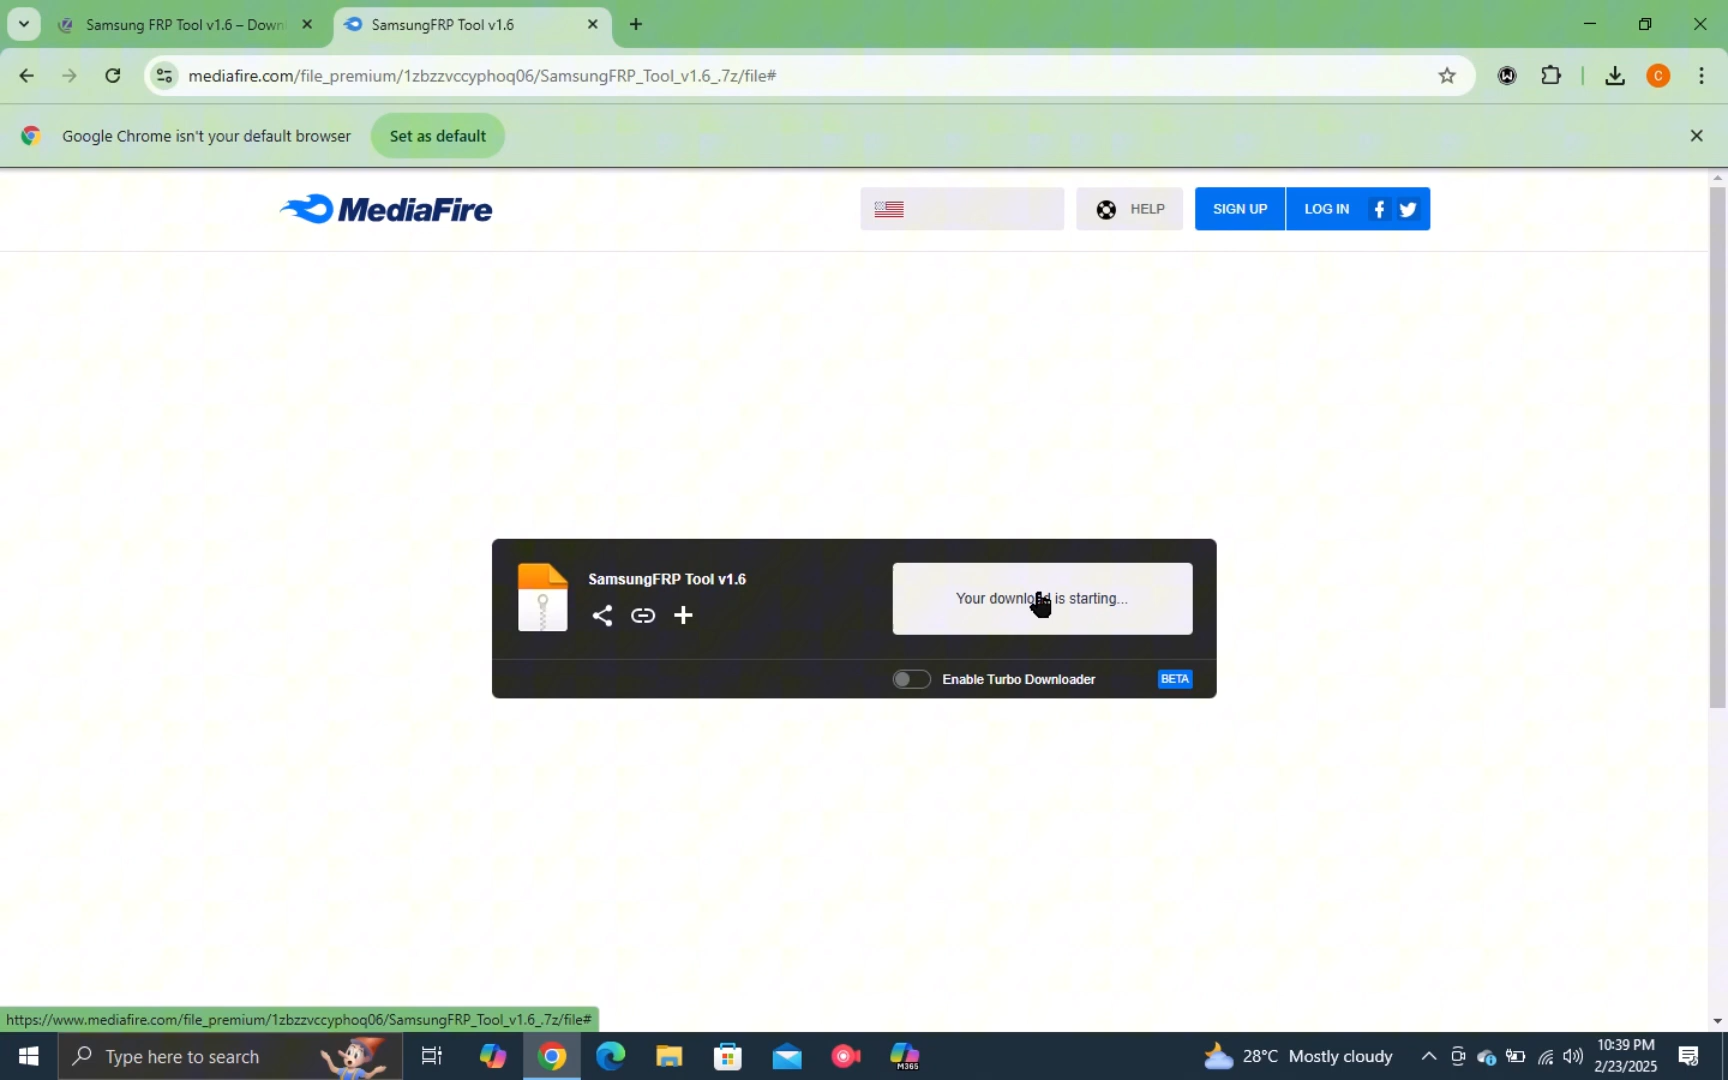 Samsung FRP Tool v1.6 – Down
SamsungFRP Tool v1.6
mediafire.com/file_premium/1zbzzvccyphoq06/SamsungFRP_Tool_v1.6_.7z/file#
C
Google Chrome isn't your default browser
Set as default
MediaFire
HELP
SIGN UP
LOG IN
SamsungFRP Tool v1.6
Your download is starting...
Enable Turbo Downloader
BETA
https://www.mediafire.com/file_premium/1zbzzvccyphoq06/SamsungFRP_Tool_v1.6_.7z/file#
Type here to search
M365
28°C Mostly cloudy
10:39 PM
2/23/2025